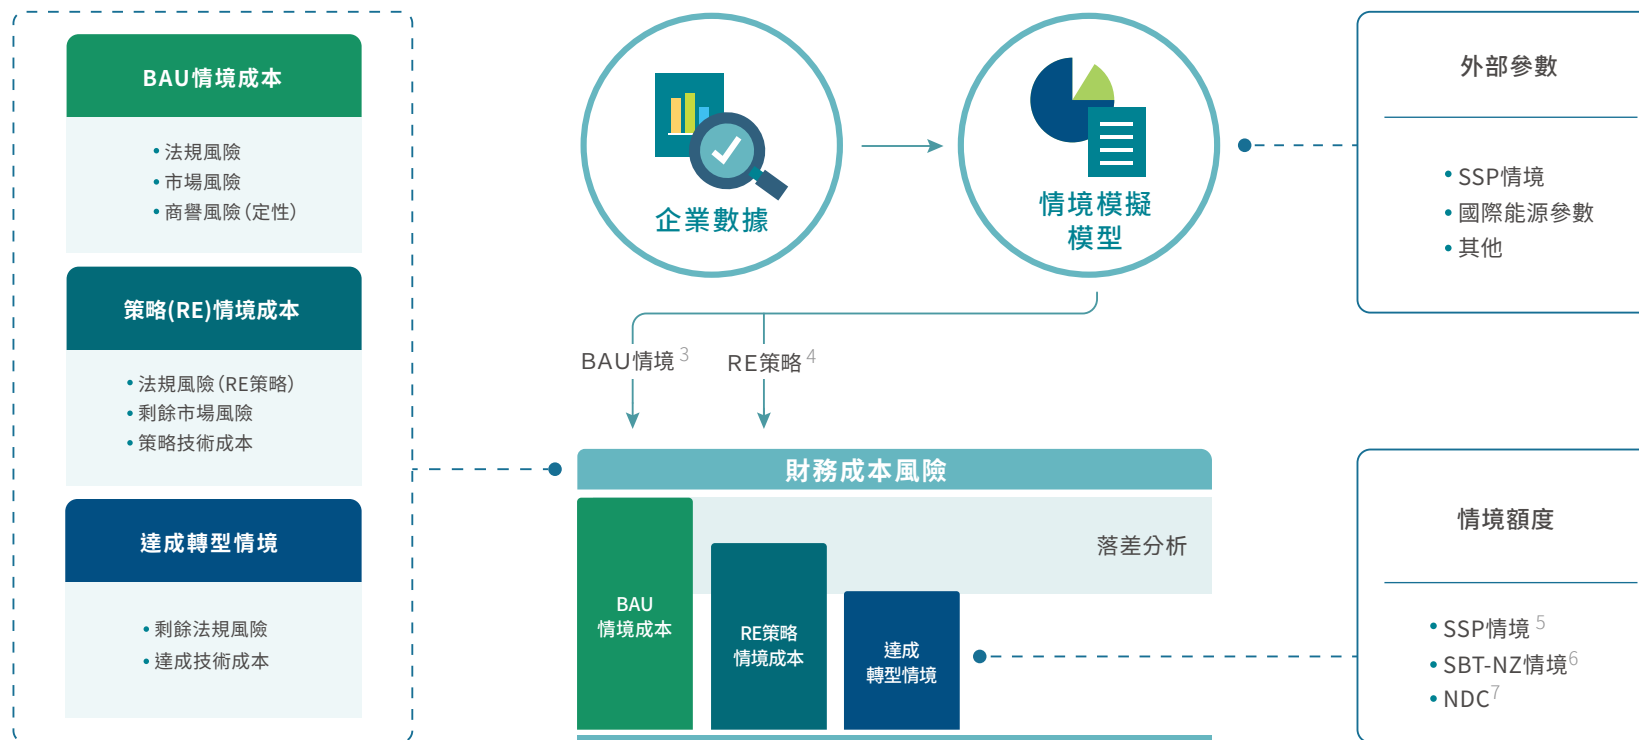 BAU情境成本
• 法規風險
• 市場風險
• 商譽風險(定性)
策略(RE)情境成本
• 法規風險(RE策略)
• 剩餘市場風險
• 策略技術成本
達成轉型情境
• 剩餘法規風險
• 達成技術成本
企業數據
情境模擬
模型
外部參數
• SSP情境
• 國際能源參數
• 其他
BAU情境 3
RE策略 4
財務成本風險
落差分析
BAU
情境成本
RE策略
情境成本
達成
轉型情境
情境額度
• SSP情境 5
• SBT-NZ情境6
• NDC7